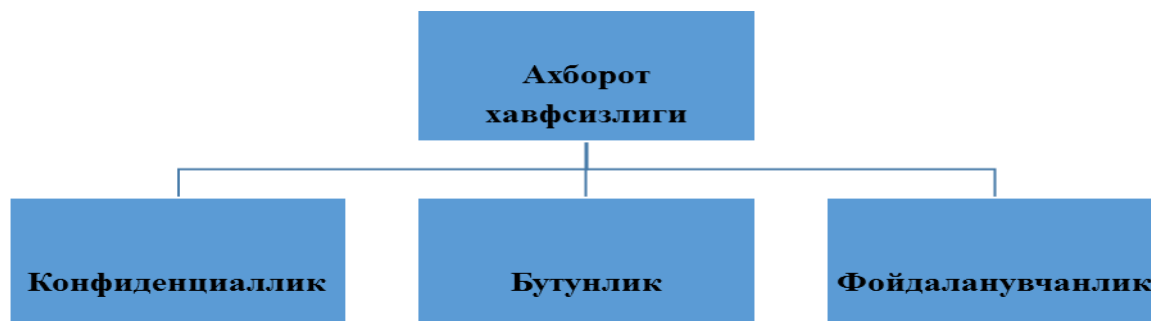 Ахборот
хавфсизлиги
Конфиденциаллик
Бутунлик
Фойдаланувчанлик